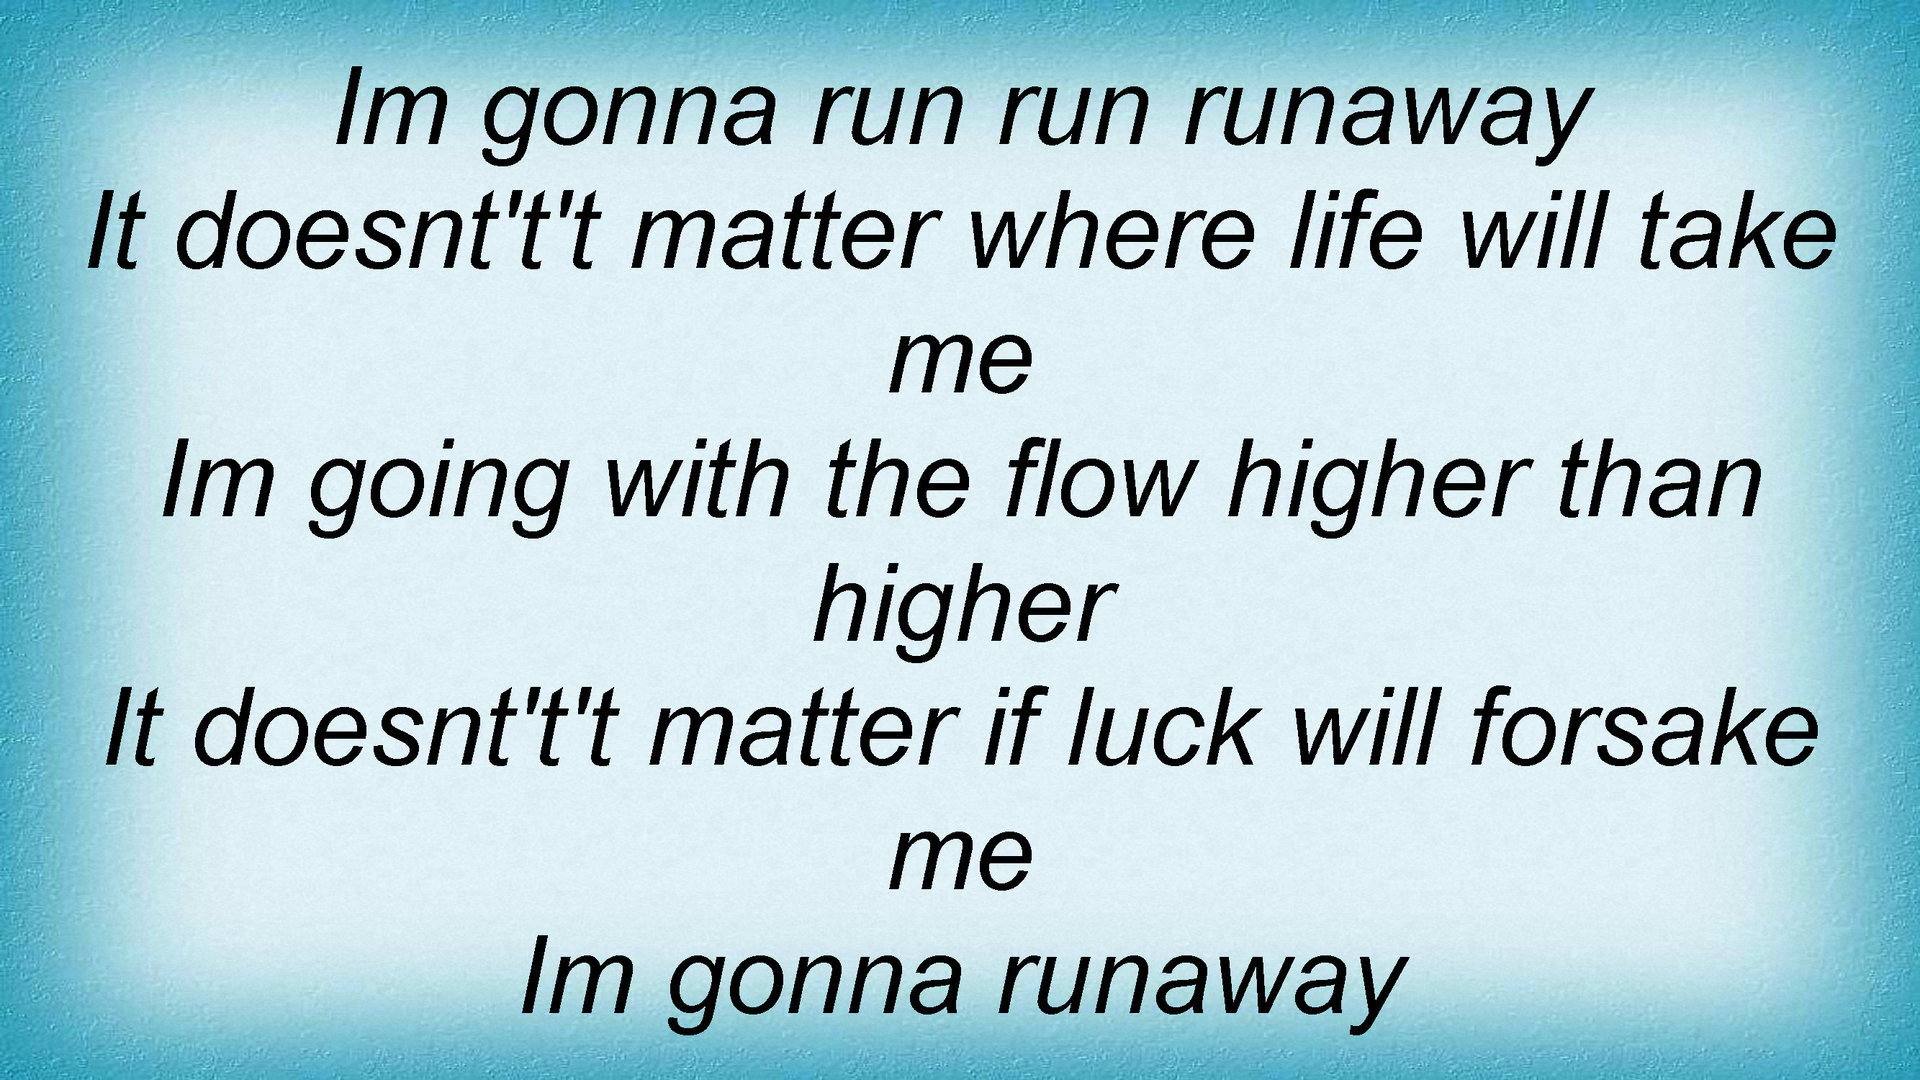 Im gonna run run runaway
It doesnt't't matter where life will take
me
Im going with the flow higher than
higher
It doesnt't't matter if luck will forsake
me
Im gonna runaway